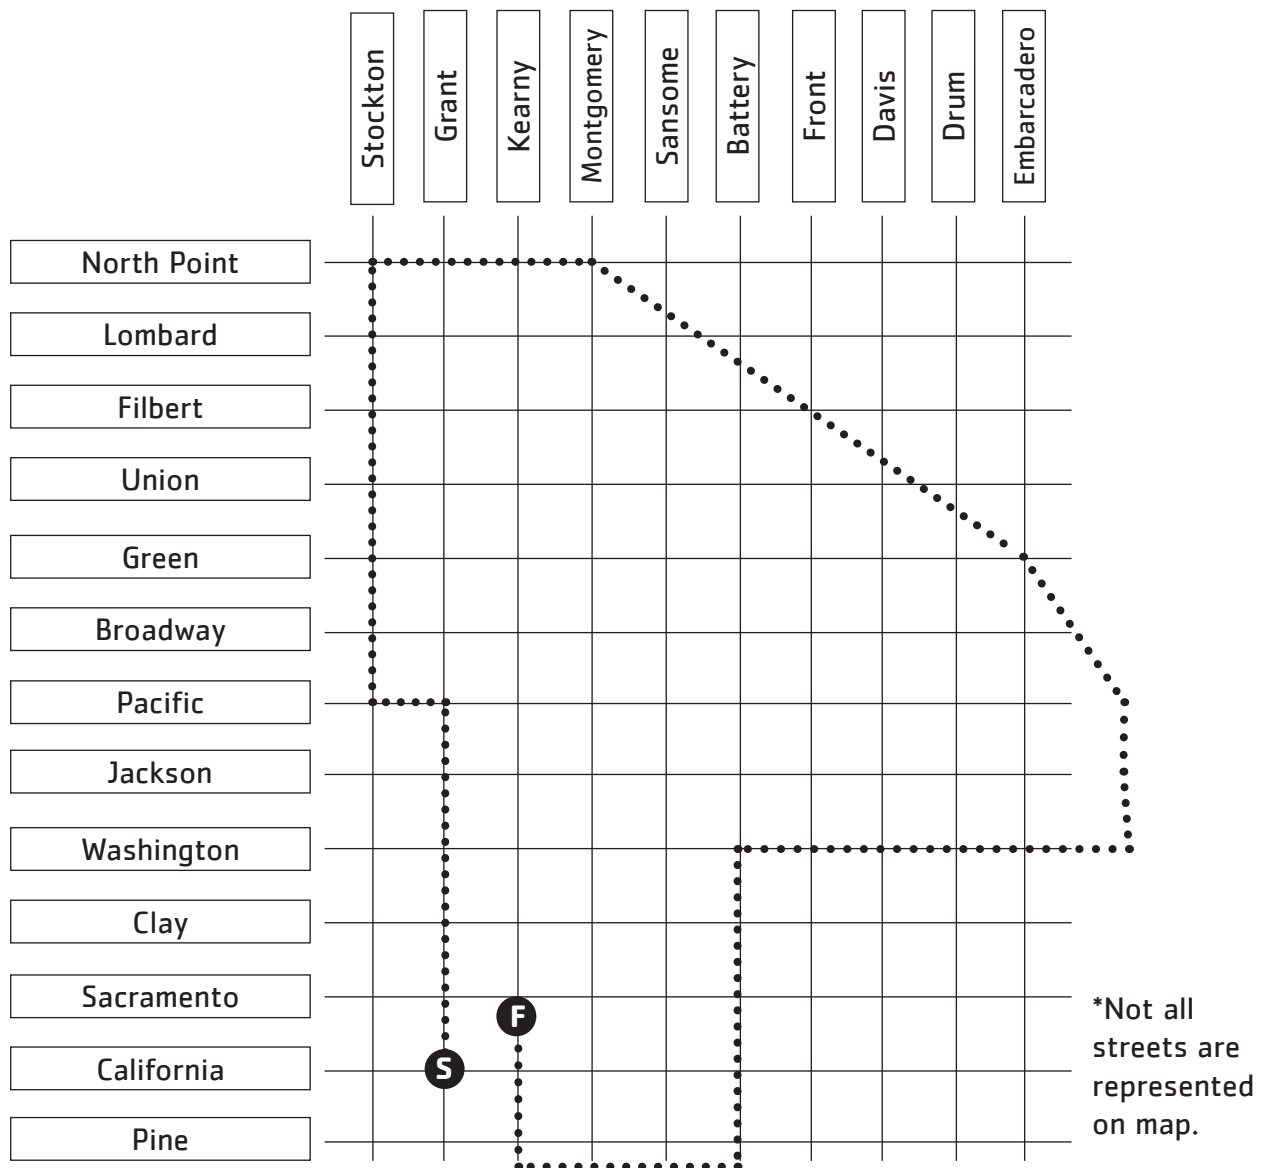 Stockton
Grant
Kearny
Montgomery
Sansome
Battery
Front
Davis
Drum
Embarcadero
North Point
Lombard
Filbert
Union
Green
Broadway
Pacific
Jackson
Washington
Clay
Sacramento
F
California
S
Pine
*Not all
streets are
represented
on map.